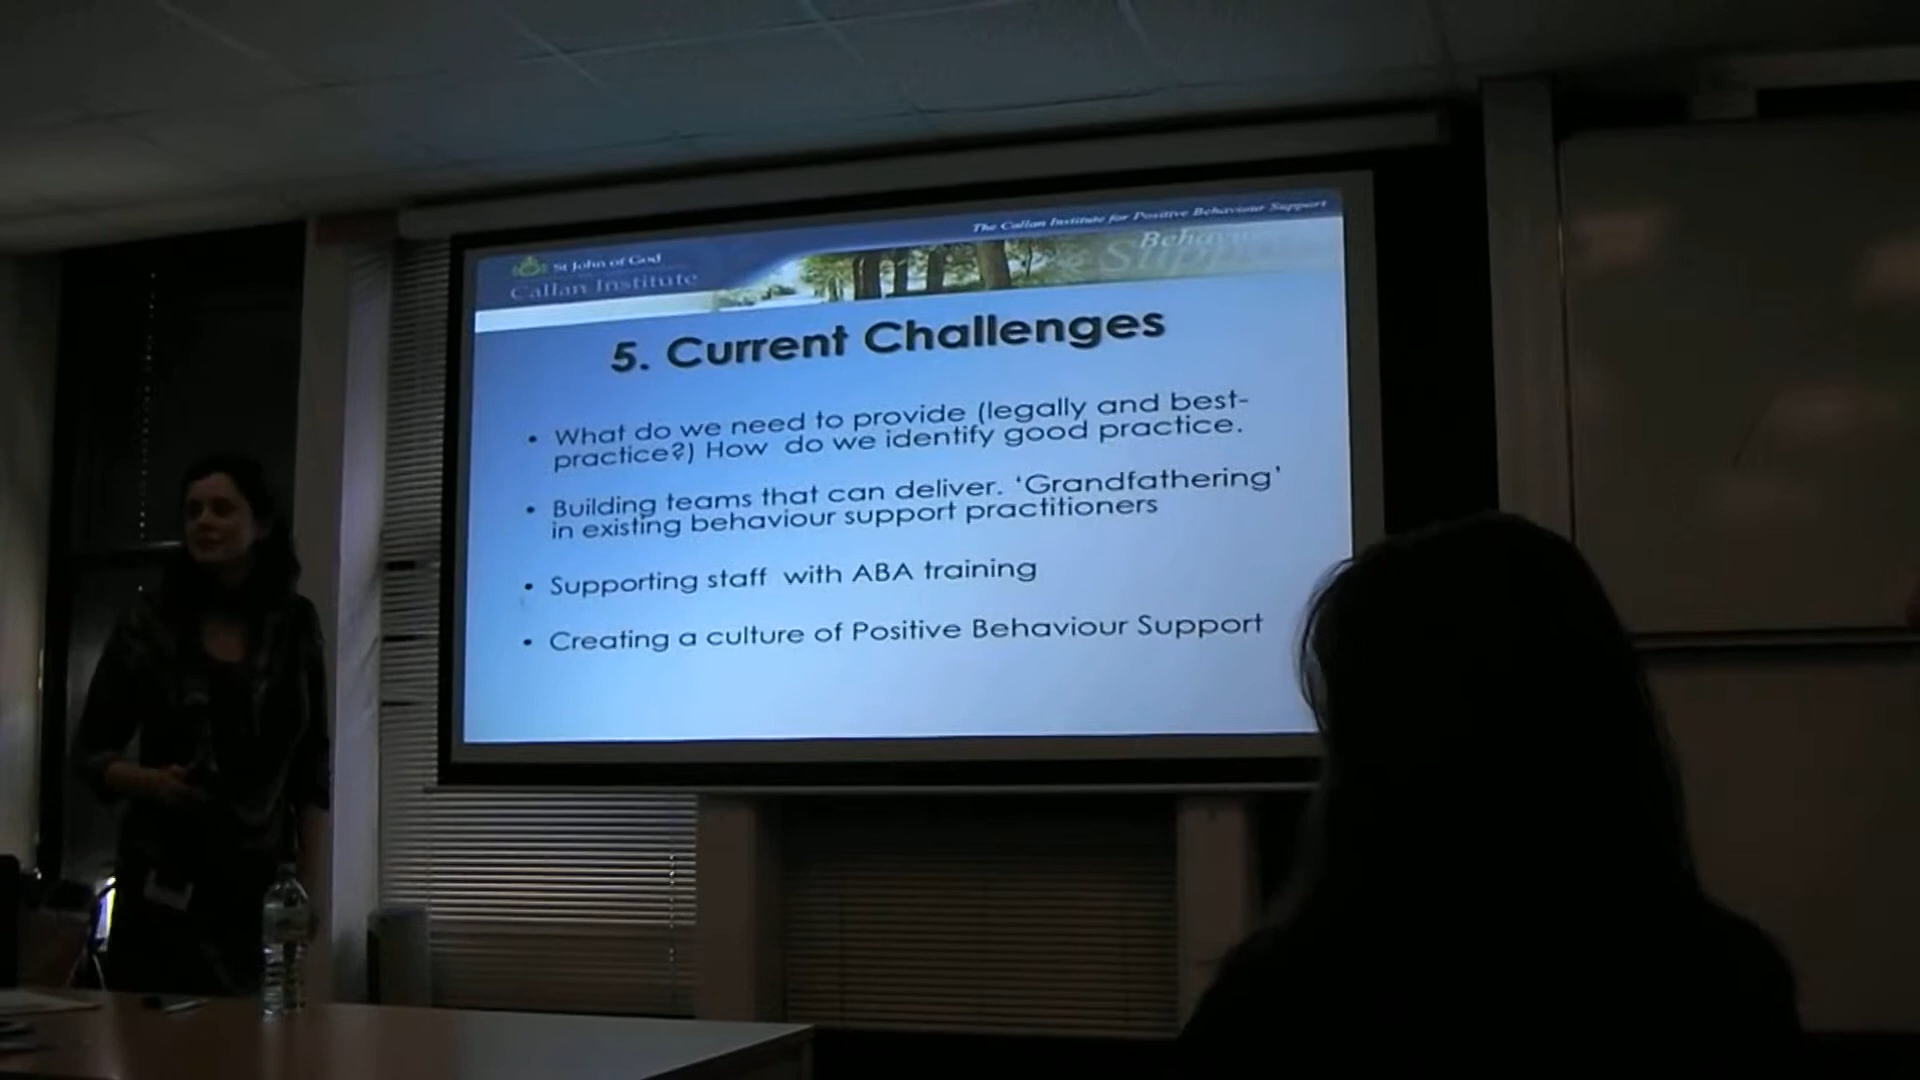 The Callan Institute for Positive Behaviour Support
St John of God
Callan Institute
5. Current Challenges
• What do we need to provide (legally and best-
practice?) How do we identify good practice.
• Building teams that can deliver. ‘Grandfathering’
in existing behaviour support practitioners
• Supporting staff with ABA training
• Creating a culture of Positive Behaviour Support